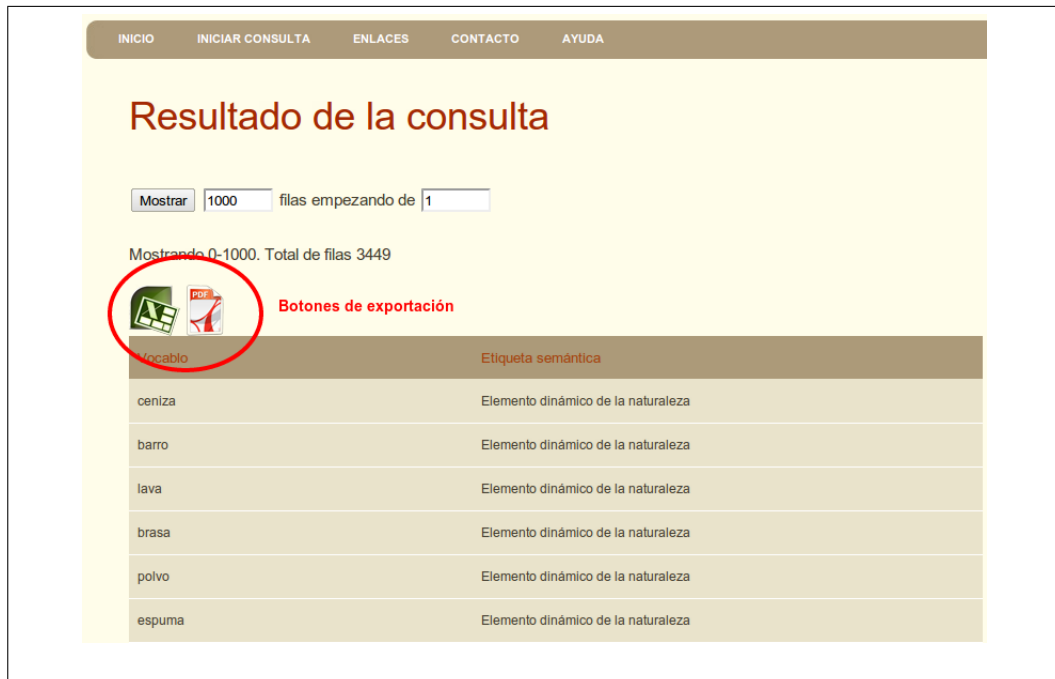 INICIO INICIAR CONSULTA ENLACES CONTACTO AYUDA
Resultado de la consulta
Mostrar 1000 filas empezando de 1
Mostrando 0-1000. Total de filas 3449
PDF
Botones de exportación
Vocablo Etiqueta semántica
ceniza Elemento dinámico de la naturaleza
barro Elemento dinámico de la naturaleza
lava Elemento dinámico de la naturaleza
brasa Elemento dinámico de la naturaleza
polvo Elemento dinámico de la naturaleza
espuma Elemento dinámico de la naturaleza